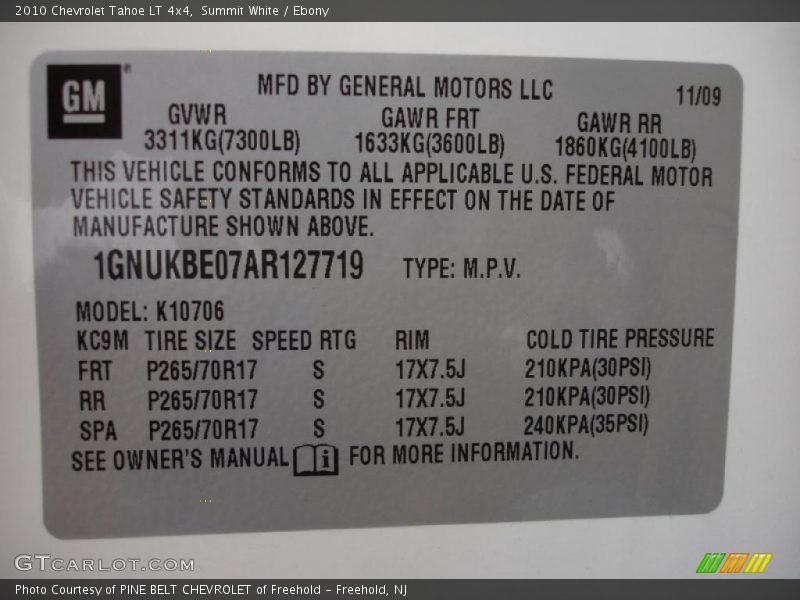 2010 Chevrolet Tahoe LT 4x4, Summit White / Ebony
GM®
MFD BY GENERAL MOTORS LLC
11/09
GVWR GAWR FRT GAWR RR
3311KG(7300LB) 1633KG(3600LB) 1860KG(4100LB)
THIS VEHICLE CONFORMS TO ALL APPLICABLE U.S. FEDERAL MOTOR
VEHICLE SAFETY STANDARDS IN EFFECT ON THE DATE OF
MANUFACTURE SHOWN ABOVE.
1GNUKBE07AR127719 TYPE: M.P.V.
MODEL: K10706
KC9M TIRE SIZE SPEED RTG RIM COLD TIRE PRESSURE
FRT P265/70R17 S 17X7.5J 210KPA(30PSI)
RR P265/70R17 S 17X7.5J 210KPA(30PSI)
SPA P265/70R17 S 17X7.5J 240KPA(35PSI)
SEE OWNER'S MANUAL i FOR MORE INFORMATION.
GTCARLOT.COM
Photo Courtesy of PINE BELT CHEVROLET of Freehold - Freehold, NJ